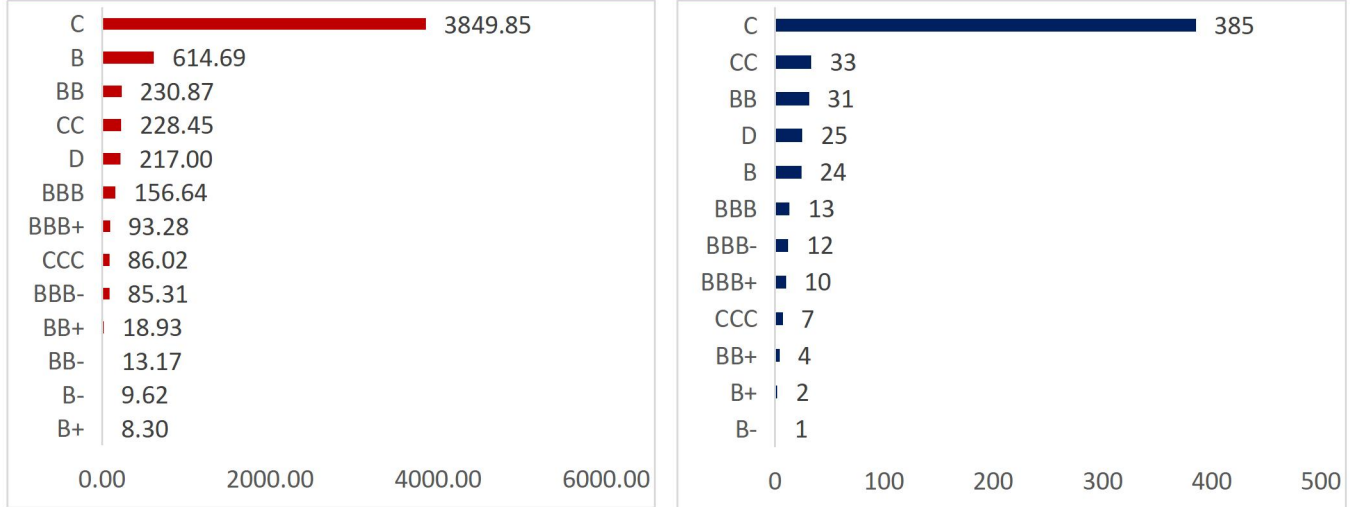 C 3849.85
B 614.69
BB 230.87
CC 228.45
D 217.00
BBB 156.64
BBB+ 93.28
CCC 86.02
BBB- 85.31
BB+ 18.93
BB- 13.17
B- 9.62
B+ 8.30
0.00 2000.00 4000.00 6000.00
C 385
CC 33
BB 31
D 25
B 24
BBB 13
BBB- 12
BBB+ 10
CCC 7
BB+ 4
B+ 2
B- 1
0 100 200 300 400 500